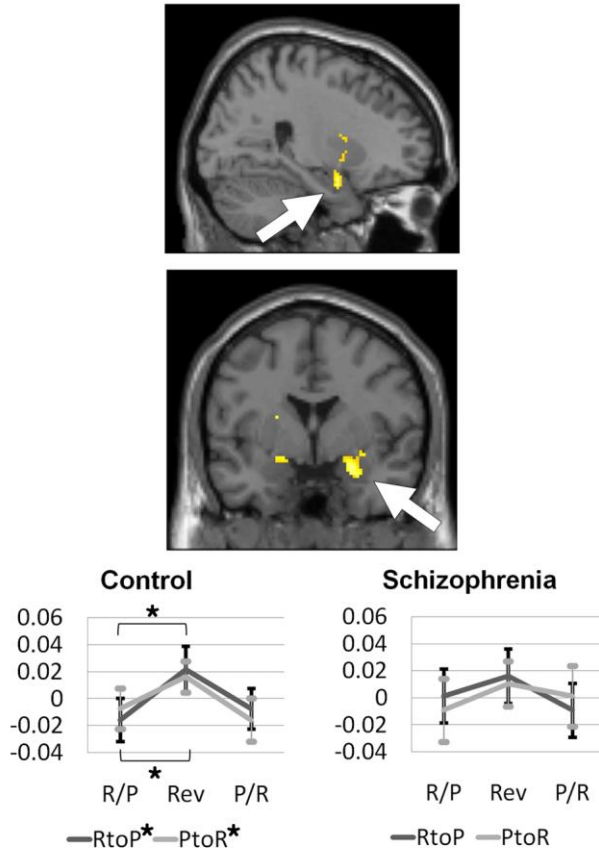 Control
Schizophrenia
*
0.06
0.04
0.02
0
-0.02
-0.04
*
R/P Rev P/R
RtoP* PtoR*
0.06
0.04
0.02
0
-0.02
-0.04
R/P Rev P/R
RtoP PtoR